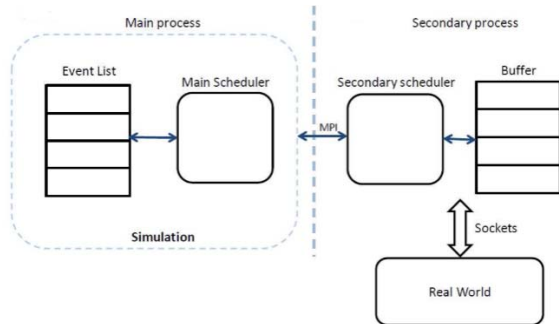 Main process
Secondary process
Event List
Main Scheduler
Secondary scheduler
Buffer
MPI
Simulation
Sockets
Real World